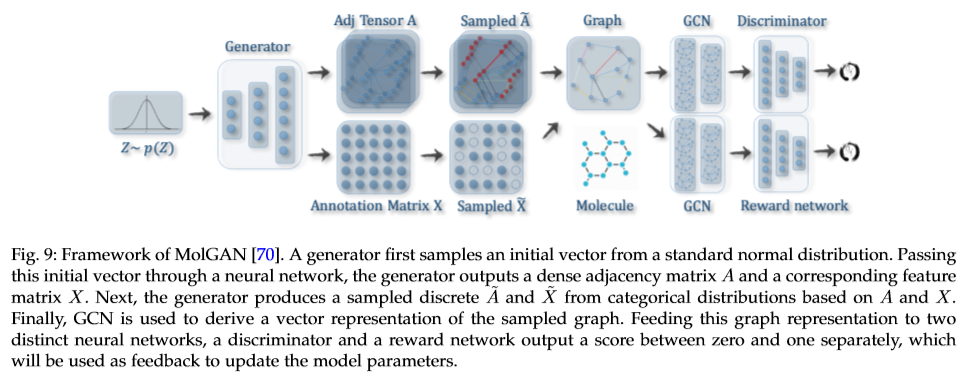 Adj Tensor A
Sampled Ã
Graph
GCN
Discriminator
Generator
Z~ p(Z)
Annotation Matrix X
Sampled X̃
Molecule
GCN
Reward network
Fig. 9: Framework of MolGAN [70]. A generator first samples an initial vector from a standard normal distribution. Passing
this initial vector through a neural network, the generator outputs a dense adjacency matrix A and a corresponding feature
matrix X. Next, the generator produces a sampled discrete Ã and X̃ from categorical distributions based on A and X.
Finally, GCN is used to derive a vector representation of the sampled graph. Feeding this graph representation to two
distinct neural networks, a discriminator and a reward network output a score between zero and one separately, which
will be used as feedback to update the model parameters.